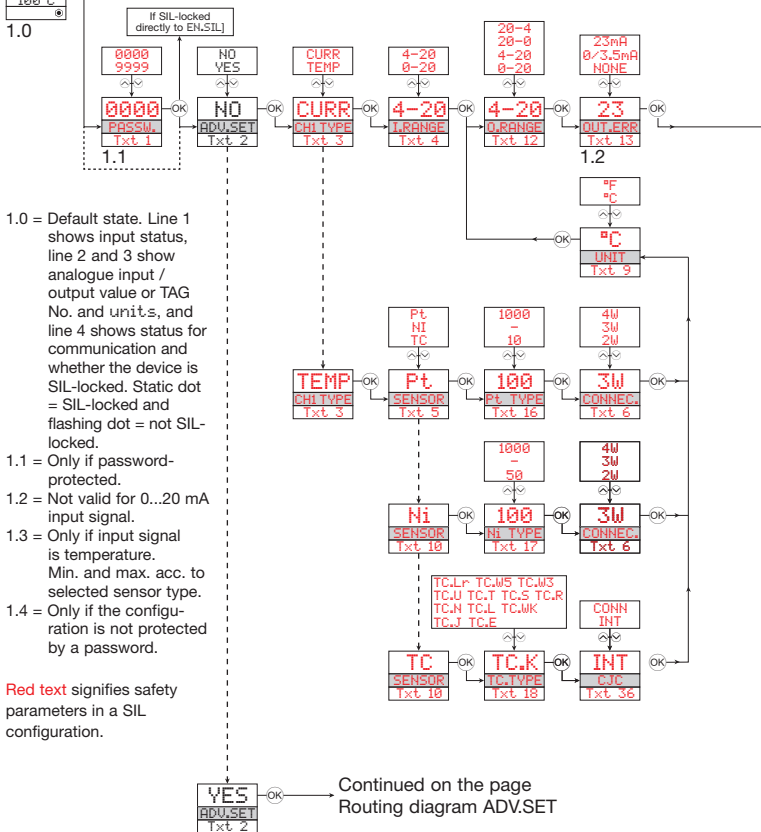 100°C
1.0
If SIL-locked
directly to EN.SIL]
0000
9999
0000
PASSW.
Txt 1
OK
1.1
NO
YES
NO
ADV.SET
Txt 2
OK
CURR
TEMP
CURR
CH1TYPE
Txt 3
OK
4-20
0-20
4-20
I.RANGE
Txt 4
OK
20-4
20-0
4-20
0-20
4-20
O.RANGE
Txt 12
OK
23mA
0/3.5mA
NONE
23
OUT.ERR
Txt 13
OK
1.2
°F
°C
°C
UNIT
Txt 9
OK
1.0 = Default state. Line 1
shows input status,
line 2 and 3 show
analogue input /
output value or TAG
No. and units, and
line 4 shows status for
communication and
whether the device is
SIL-locked. Static dot
= SIL-locked and
flashing dot = not SIL-
locked.
1.1 = Only if password-
protected.
1.2 = Not valid for 0...20 mA
input signal.
1.3 = Only if input signal
is temperature.
Min. and max. acc. to
selected sensor type.
1.4 = Only if the configu-
ration is not protected
by a password.
Red text signifies safety
parameters in a SIL
configuration.
TEMP
CH1TYPE
Txt 3
OK
Pt
NI
TC
Pt
SENSOR
Txt 5
OK
1000
-
10
100
Pt TYPE
Txt 16
OK
4W
3W
2W
3W
CONNEC.
Txt 6
OK
Ni
SENSOR
Txt 10
OK
1000
-
50
100
Ni TYPE
Txt 17
OK
4W
3W
2W
3W
CONNEC.
Txt 6
OK
TC
SENSOR
Txt 10
OK
TC.Lr TC.W5 TC.W3
TC.U TC.T TC.S TC.R
TC.N TC.L TC.WK
TC.J TC.E
TC.K
TC.TYPE
Txt 18
OK
CONN
INT
INT
CJC
Txt 36
OK
YES
ADV.SET
Txt 2
OK
Continued on the page
Routing diagram ADV.SET